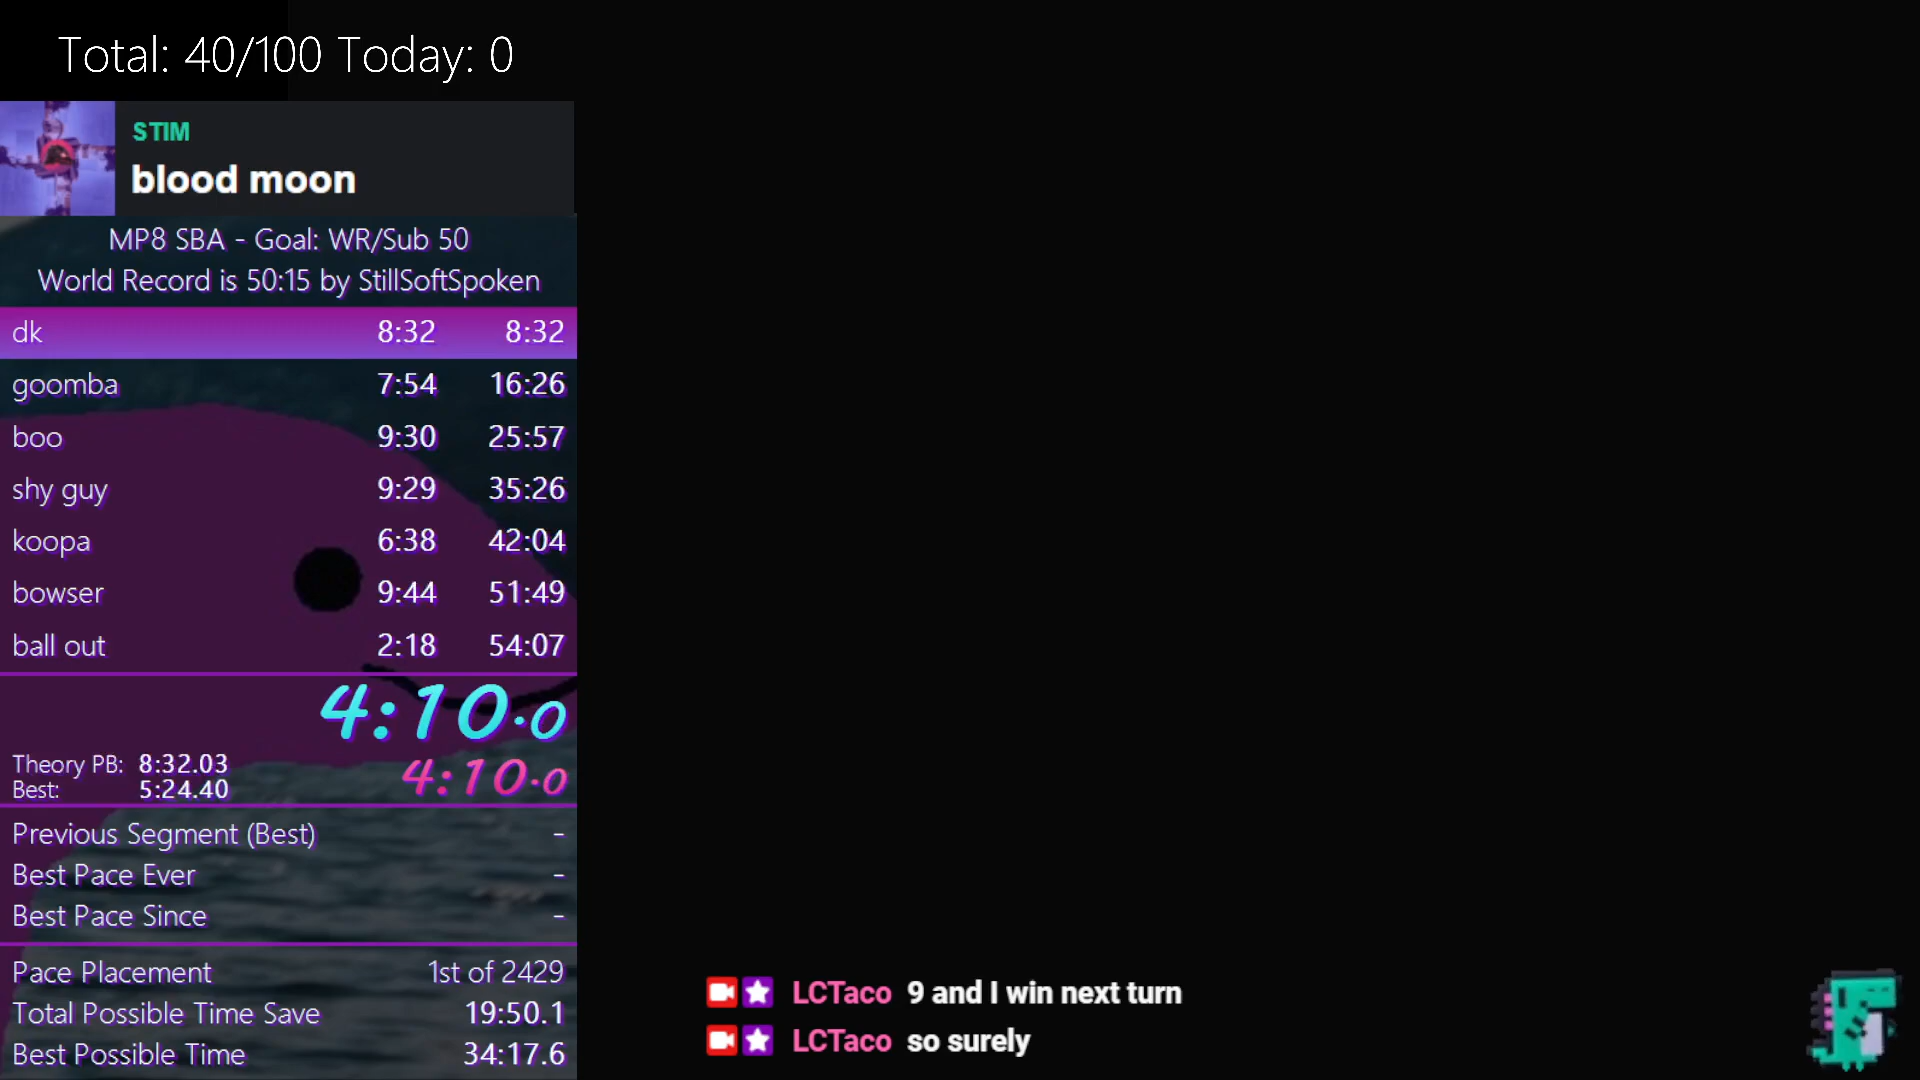 Total: 40/100 Today: 0
STIM
blood moon
MP8 SBA - Goal: WR/Sub 50
World Record is 50:15 by StillSoftSpoken
dk 8:32 8:32
goomba 7:54 16:26
boo 9:30 25:57
shy guy 9:29 35:26
koopa 6:38 42:04
bowser 9:44 51:49
ball out 2:18 54:07
4:10.0
Theory PB: 8:32.03
Best: 5:24.40
4:10.0
Previous Segment (Best) -
Best Pace Ever -
Best Pace Since -
Pace Placement 1st of 2429
Total Possible Time Save 19:50.1
Best Possible Time 34:17.6
LCTaco 9 and I win next turn
LCTaco so surely